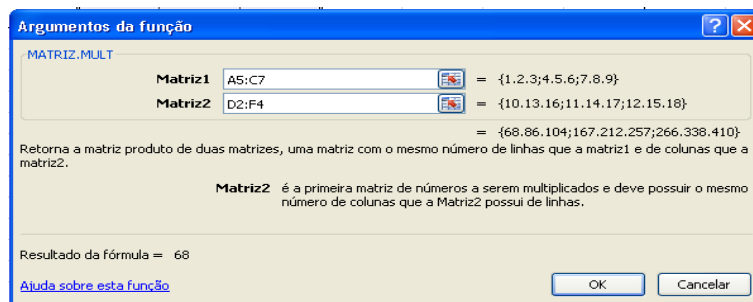 Argumentos da função
MATRIZ.MULT
Matriz1 A5:C7 = {1.2.3;4.5.6;7.8.9}
Matriz2 D2:F4 = {10.13.16;11.14.17;12.15.18}
= {68.86.104;167.212.257;266.338.410}
Retorna a matriz produto de duas matrizes, uma matriz com o mesmo número de linhas que a matriz1 e de colunas que a
matriz2.
Matriz2 é a primeira matriz de números a serem multiplicados e deve possuir o mesmo
número de colunas que a Matriz2 possui de linhas.
Resultado da fórmula = 68
Ajuda sobre esta função
OK Cancelar